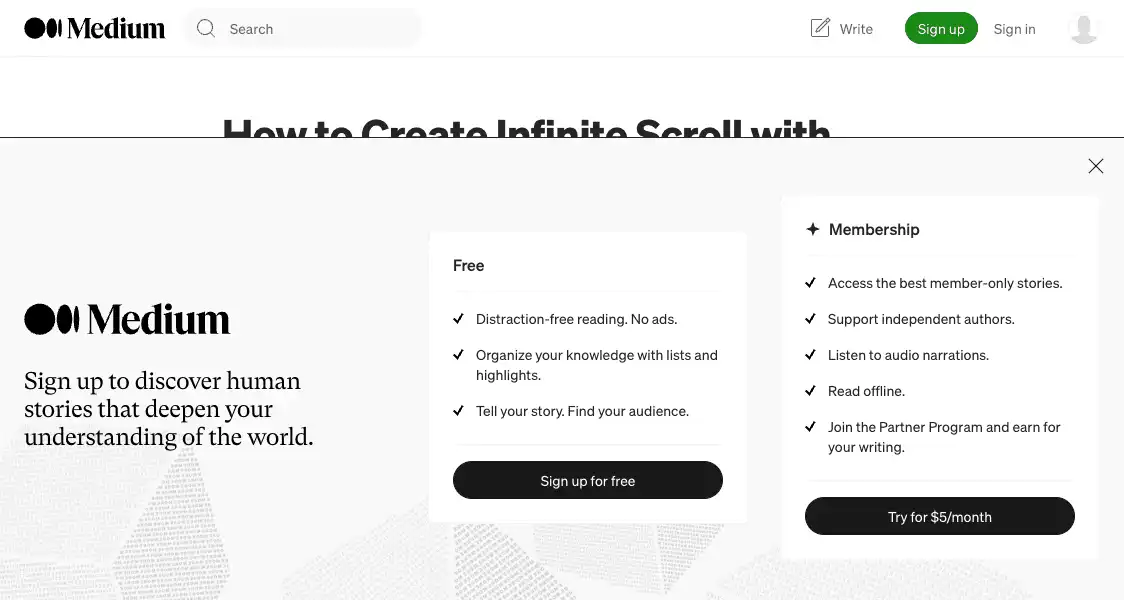 Medium
Search
Write
Sign up
Sign in
How to Create Infinite Scroll with
Medium
Sign up to discover human
stories that deepen your
understanding of the world.
Free
Distraction-free reading. No ads.
Organize your knowledge with lists and
highlights.
Tell your story. Find your audience.
Sign up for free
Membership
Access the best member-only stories.
Support independent authors.
Listen to audio narrations.
Read offline.
Join the Partner Program and earn for
your writing.
Try for $5/month